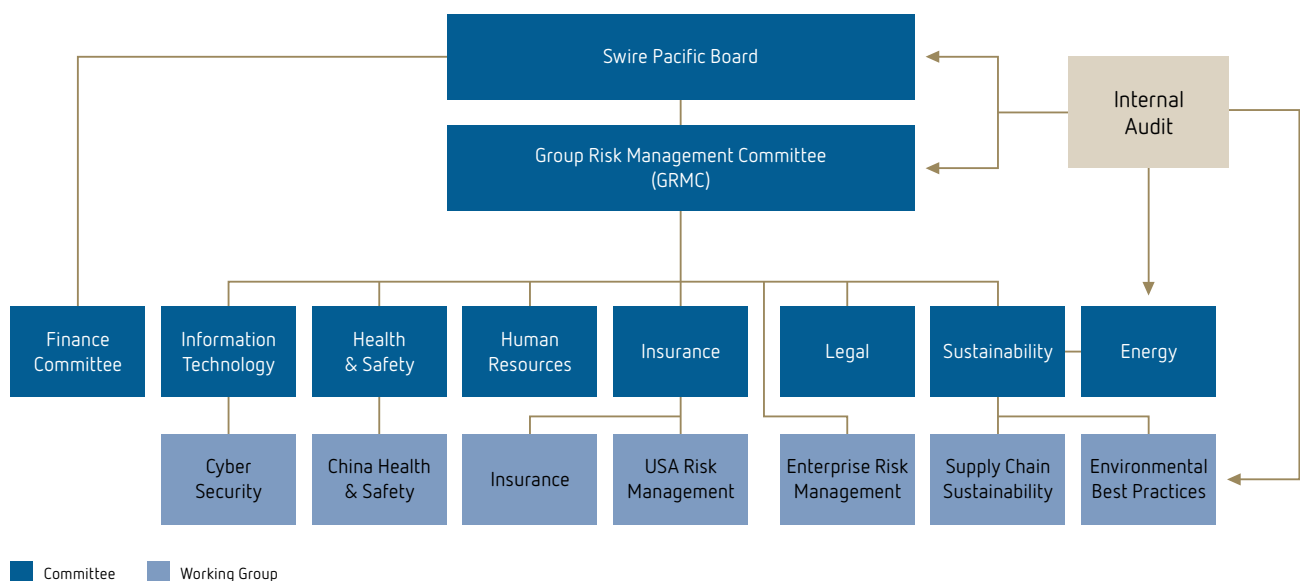 Swire Pacific Board
Internal
Audit
Group Risk Management Committee
(GRMC)
Finance
Committee
Information
Technology
Health
& Safety
Human
Resources
Insurance
Legal
Sustainability
Energy
Cyber
Security
China Health
& Safety
Insurance
USA Risk
Management
Enterprise Risk
Management
Supply Chain
Sustainability
Environmental
Best Practices
Committee
Working Group